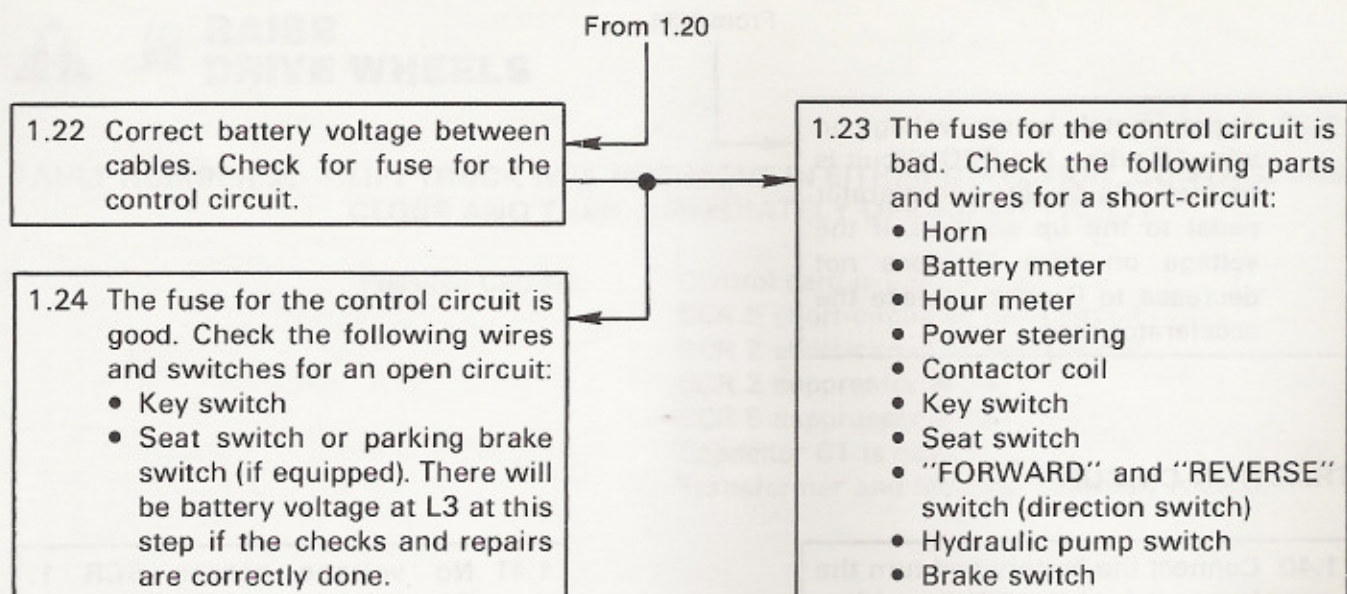 From 1.20
1.22 Correct battery voltage between
cables. Check for fuse for the
control circuit.
1.23 The fuse for the control circuit is
bad. Check the following parts
and wires for a short-circuit:
• Horn
• Battery meter
• Hour meter
• Power steering
• Contactor coil
• Key switch
• Seat switch
• "FORWARD" and "REVERSE"
switch (direction switch)
• Hydraulic pump switch
• Brake switch
1.24 The fuse for the control circuit is
good. Check the following wires
and switches for an open circuit:
• Key switch
• Seat switch or parking brake
switch (if equipped). There will
be battery voltage at L3 at this
step if the checks and repairs
are correctly done.